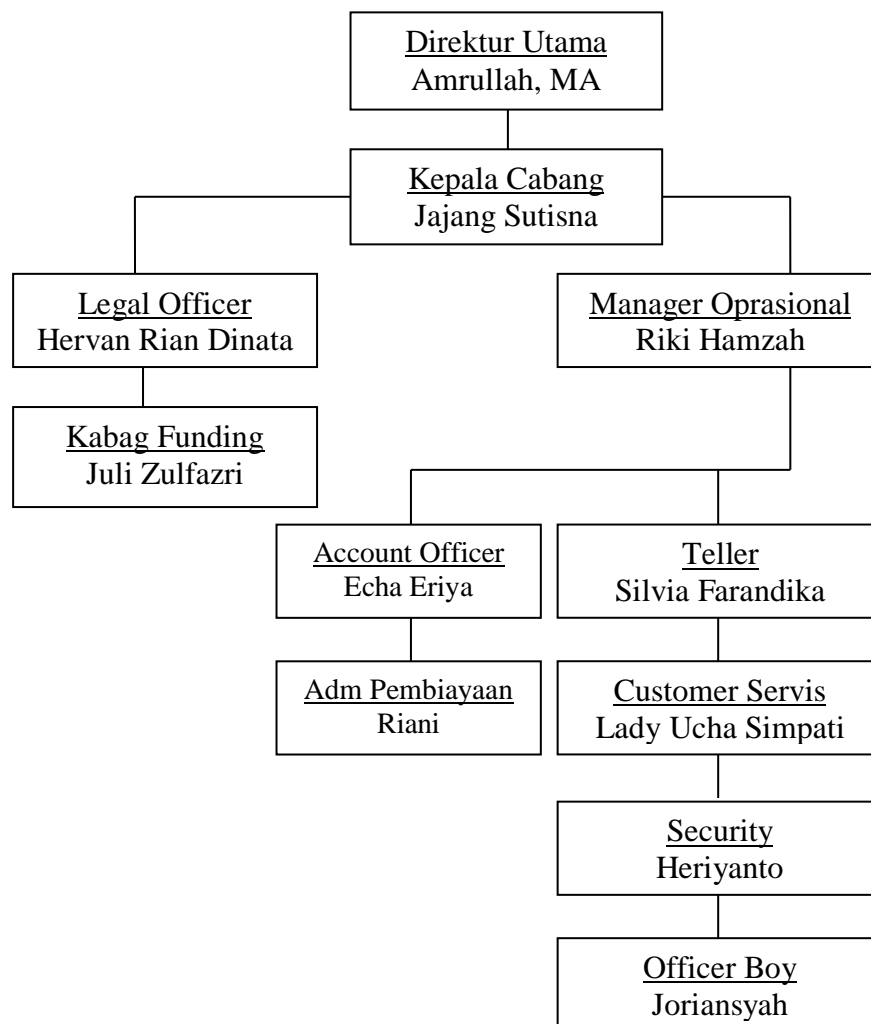 Direktur Utama
Amrullah, MA
Kepala Cabang
Jajang Sutisna
Legal Officer
Hervan Rian Dinata
Manager Oprasional
Riki Hamzah
Kabag Funding
Juli Zulfazri
Account Officer
Echa Eriya
Teller
Silvia Farandika
Adm Pembiayaan
Riani
Customer Servis
Lady Ucha Simpati
Security
Heriyanto
Officer Boy
Joriansyah